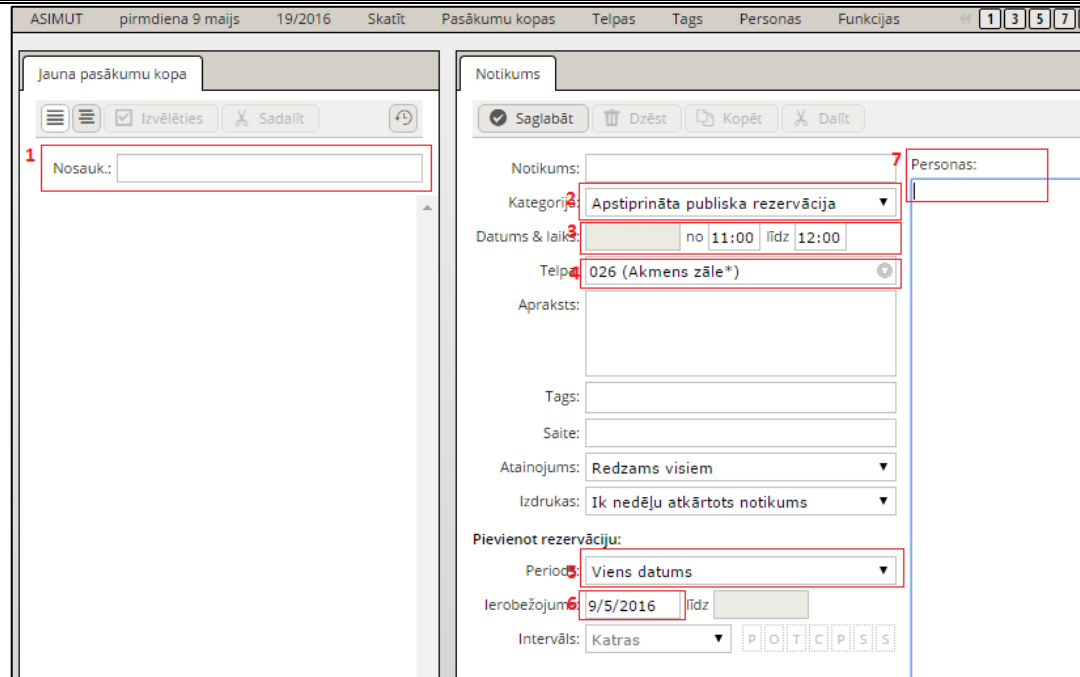 ASIMUT pirmdiena 9 maijs 19/2016 Skatīt Pasākumu kopas Telpas Tags Personas Funkcijas 1 3 5 7
Jauna pasākumu kopa
Izvēlēties Sadalīt
1
Nosauk.:
Notikums
Saglabāt Dzēst Kopēt Dalīt
Notikums:
7 Personas:
Kategorija: 2 Apstiprināta publiska rezervācija
Datums & laiks: 3 no 11:00 līdz 12:00
Telpa: 4 026 (Akmens zāle*)
Apraksts:
Tags:
Saite:
Atainojums: Redzams visiem
Izdrukas: Ik nedēļu atkārtots notikums
Pievienot rezervāciju:
Periods: 5 Viens datums
Ierobežojums: 6 9/5/2016 līdz
Intervāls: Katras P O T C P S S